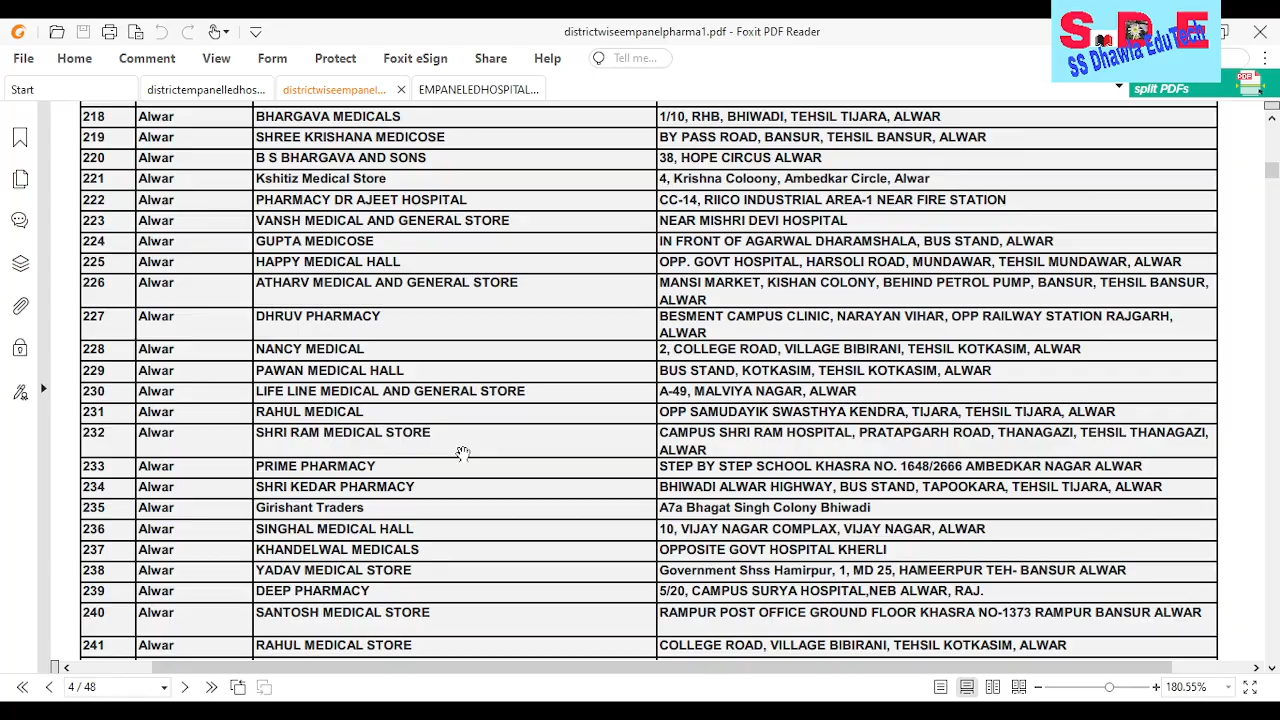 districtwiseempanelpharma1.pdf - Foxit PDF Reader
S D E
SS Dhawla EduTech
File Home Comment View Form Protect Foxit eSign Share Help Tell me...
Start districtempanelledhos... districtwiseempanel... EMPANELEDHOSPITAL...
split PDFs
218 Alwar BHARGAVA MEDICALS 1/10, RHB, BHIWADI, TEHSIL TIJARA, ALWAR
219 Alwar SHREE KRISHANA MEDICOSE BY PASS ROAD, BANSUR, TEHSIL BANSUR, ALWAR
220 Alwar B S BHARGAVA AND SONS 38, HOPE CIRCUS ALWAR
221 Alwar Kshitiz Medical Store 4, Krishna Coloony, Ambedkar Circle, Alwar
222 Alwar PHARMACY DR AJEET HOSPITAL CC-14, RIICO INDUSTRIAL AREA-1 NEAR FIRE STATION
223 Alwar VANSH MEDICAL AND GENERAL STORE NEAR MISHRI DEVI HOSPITAL
224 Alwar GUPTA MEDICOSE IN FRONT OF AGARWAL DHARAMSHALA, BUS STAND, ALWAR
225 Alwar HAPPY MEDICAL HALL OPP. GOVT HOSPITAL, HARSOLI ROAD, MUNDAWAR, TEHSIL MUNDAWAR, ALWAR
226 Alwar ATHARV MEDICAL AND GENERAL STORE MANSI MARKET, KISHAN COLONY, BEHIND PETROL PUMP, BANSUR, TEHSIL BANSUR,
ALWAR
227 Alwar DHRUV PHARMACY BESMENT CAMPUS CLINIC, NARAYAN VIHAR, OPP RAILWAY STATION RAJGARH,
ALWAR
228 Alwar NANCY MEDICAL 2, COLLEGE ROAD, VILLAGE BIBIRANI, TEHSIL KOTKASIM, ALWAR
229 Alwar PAWAN MEDICAL HALL BUS STAND, KOTKASIM, TEHSIL KOTKASIM, ALWAR
230 Alwar LIFE LINE MEDICAL AND GENERAL STORE A-49, MALVIYA NAGAR, ALWAR
231 Alwar RAHUL MEDICAL OPP SAMUDAYIK SWASTHYA KENDRA, TIJARA, TEHSIL TIJARA, ALWAR
232 Alwar SHRI RAM MEDICAL STORE CAMPUS SHRI RAM HOSPITAL, PRATAPGARH ROAD, THANAGAZI, TEHSIL THANAGAZI,
ALWAR
233 Alwar PRIME PHARMACY STEP BY STEP SCHOOL KHASRA NO. 1648/2666 AMBEDKAR NAGAR ALWAR
234 Alwar SHRI KEDAR PHARMACY BHIWADI ALWAR HIGHWAY, BUS STAND, TAPOOKARA, TEHSIL TIJARA, ALWAR
235 Alwar Girishant Traders A7a Bhagat Singh Colony Bhiwadi
236 Alwar SINGHAL MEDICAL HALL 10, VIJAY NAGAR COMPLAX, VIJAY NAGAR, ALWAR
237 Alwar KHANDELWAL MEDICALS OPPOSITE GOVT HOSPITAL KHERLI
238 Alwar YADAV MEDICAL STORE Government Shss Hamirpur, 1, MD 25, HAMEERPUR TEH- BANSUR ALWAR
239 Alwar DEEP PHARMACY 5/20, CAMPUS SURYA HOSPITAL,NEB ALWAR, RAJ.
240 Alwar SANTOSH MEDICAL STORE RAMPUR POST OFFICE GROUND FLOOR KHASRA NO-1373 RAMPUR BANSUR ALWAR
241 Alwar RAHUL MEDICAL STORE COLLEGE ROAD, VILLAGE BIBIRANI, TEHSIL KOTKASIM, ALWAR
4 / 48 180.55%